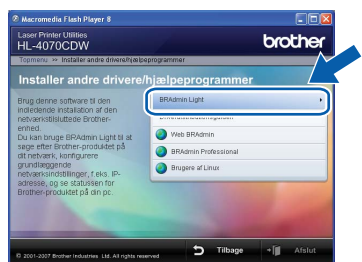 Macromedia Flash Player 8
Laser Printer Utilities
HL-4070CDW
brother
Topmenu >> Installer andre drivere/hjælpeprogrammer
Installer andre drivere/hjælpeprogrammer
Brug denne software til den
indledende installation af den
netværkstilsluttede Brother-
enhed.
Du kan bruge BRAdmin Light til at
søge efter Brother-produktet på
dit netværk, konfigurere
grundlæggende
netværksindstillinger, f.eks. IP-
adresse, og se statussen for
Brother-produktet på din pc.
BRAdmin Light
Web BRAdmin
BRAdmin Professional
Brugere af Linux
© 2001-2007 Brother Industries Ltd. All rights reserved
Tilbage
Afslut